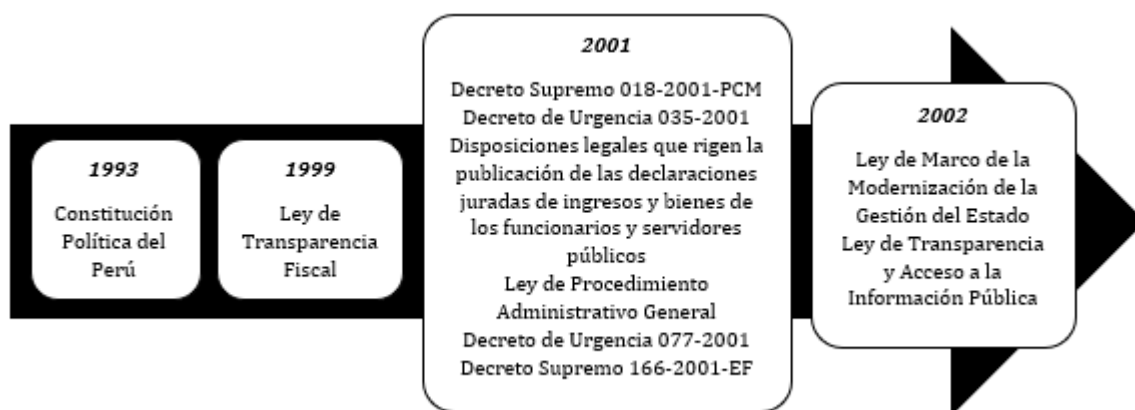 1993
Constitución
Política del
Perú
1999
Ley de
Transparencia
Fiscal
2001
Decreto Supremo 018-2001-PCM
Decreto de Urgencia 035-2001
Disposiciones legales que rigen la
publicación de las declaraciones
juradas de ingresos y bienes de
los funcionarios y servidores
públicos
Ley de Procedimiento
Administrativo General
Decreto de Urgencia 077-2001
Decreto Supremo 166-2001-EF
2002
Ley de Marco de la
Modernización de la
Gestión del Estado
Ley de Transparencia
y Acceso a la
Información Pública